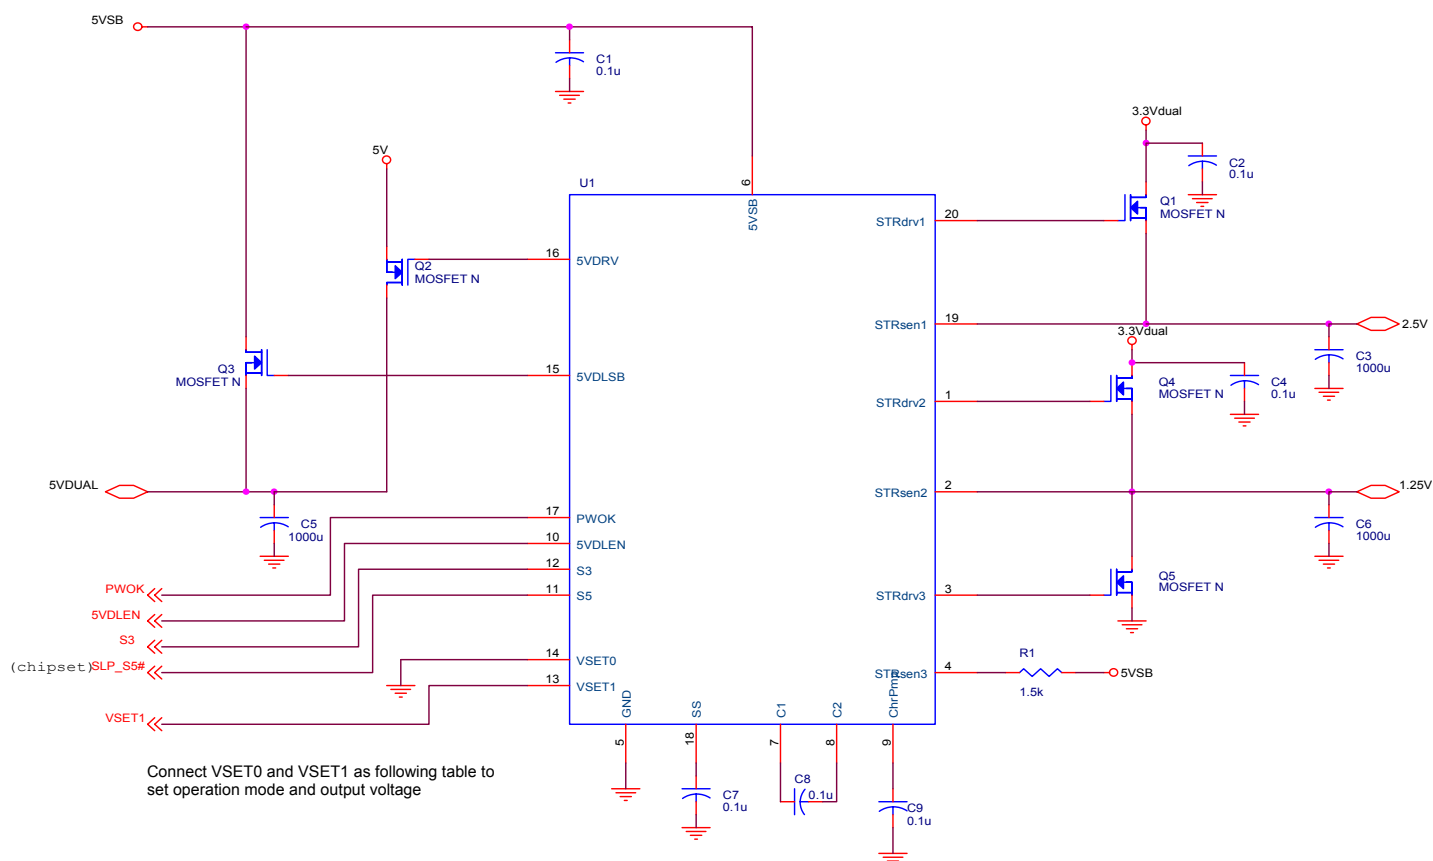 5VSB
C1
0.1u
3.3Vdual
C2
0.1u
5V
U1
6
5VSB
Q1
MOSFET N
STRdrv1
20
Q2
MOSFET N
16
5VDRV
STRsen1
19
2.5V
3.3Vdual
C3
1000u
Q3
MOSFET N
15
5VDLSB
Q4
MOSFET N
C4
0.1u
STRdrv2
1
5VDUAL
STRsen2
2
1.25V
C5
1000u
17
PWOK
C6
1000u
10
5VDLEN
12
S3
Q5
MOSFET N
PWOK
11
S5
STRdrv3
3
5VDLEN
S3
(chipset)
SLP_S5#
14
VSET0
R1
1.5k
STRsen3
4
5VSB
13
VSET1
VSET1
GND
SS
C1
C2
ChrPmp
5
18
7
8
9
Connect VSET0 and VSET1 as following table to
set operation mode and output voltage
C7
0.1u
C8
0.1u
C9
0.1u